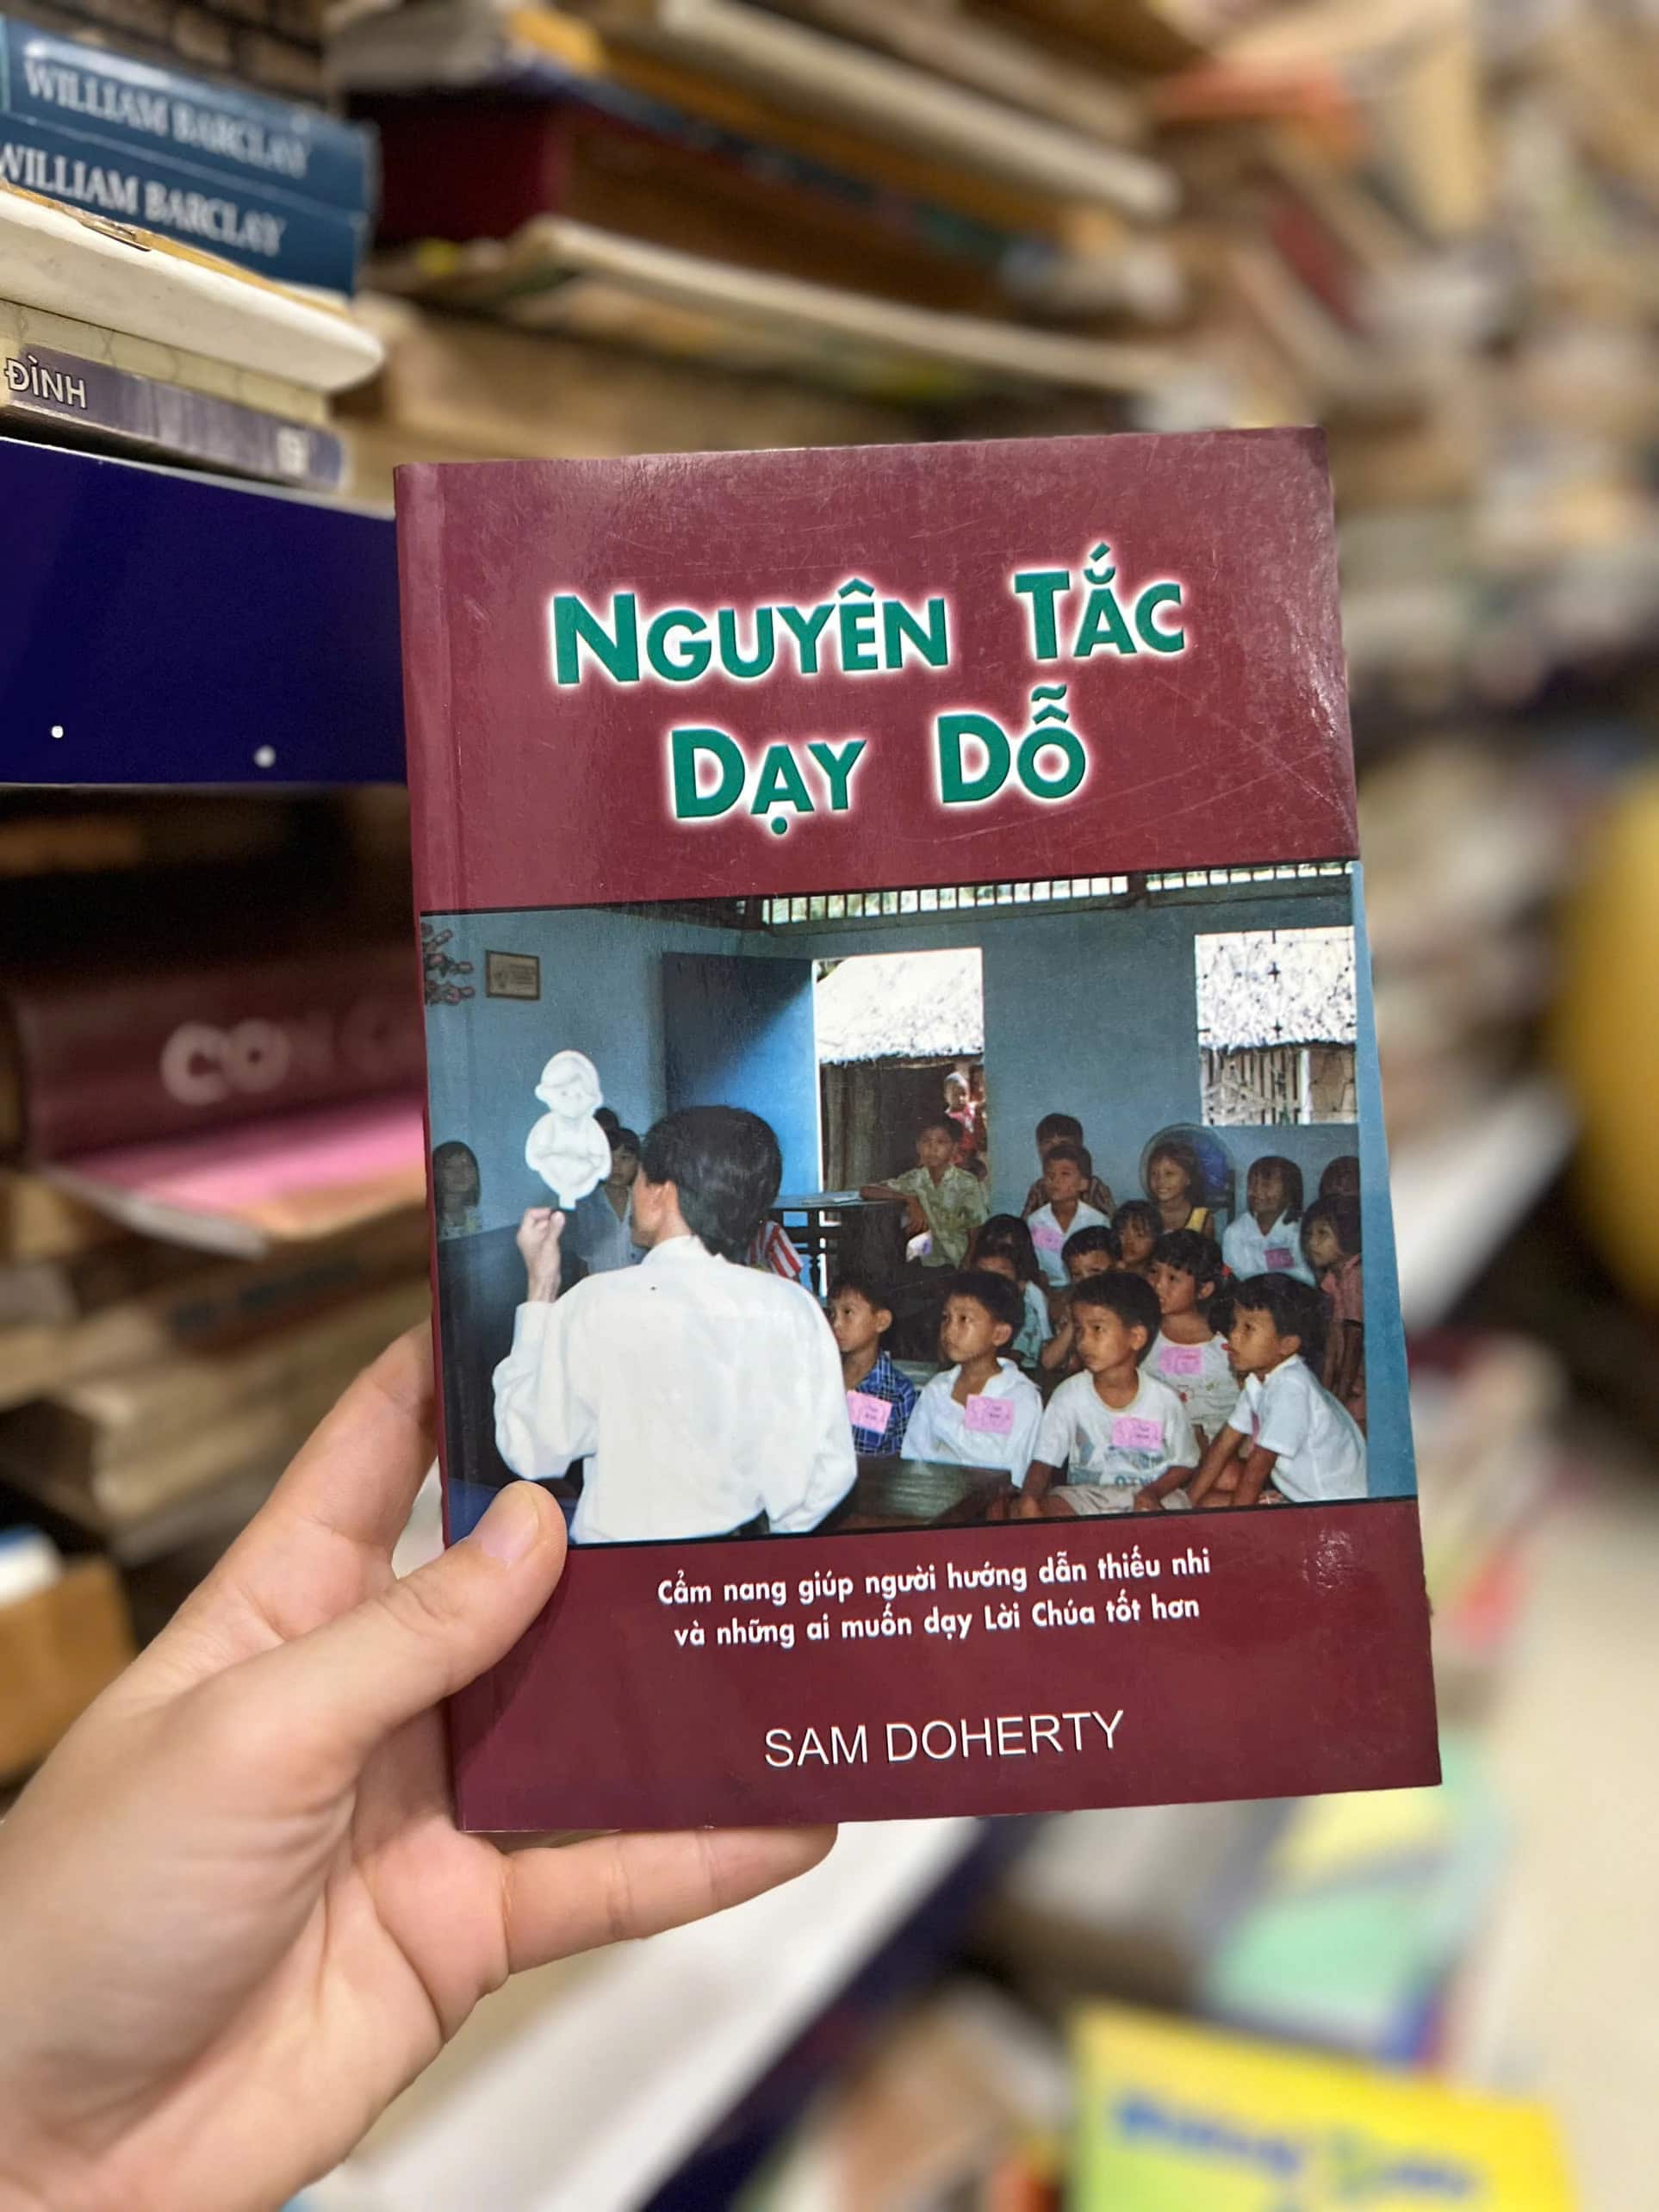 WILLIAM BARCLAY
WILLIAM BARCLAY
ĐÌNH
NGUYÊN TẮC
DẠY DỖ
Cẩm nang giúp người hướng dẫn thiếu nhi
và những ai muốn dạy Lời Chúa tốt hơn
SAM DOHERTY